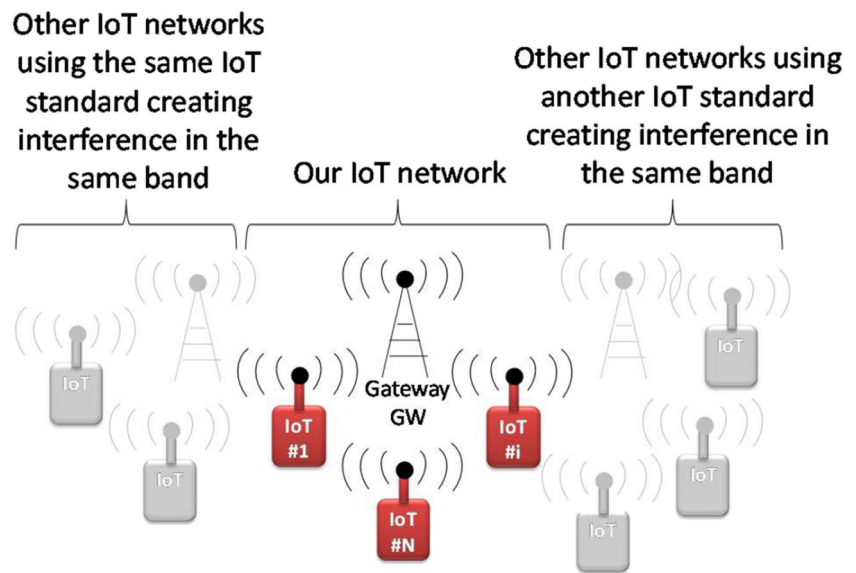 Other IoT networks
using the same IoT
standard creating
interference in the
same band
Our IoT network
Other IoT networks using
another IoT standard
creating interference in
the same band
IoT
IoT
Gateway
GW
IoT
#1
IoT
#i
IoT
#N
IoT
IoT
IoT